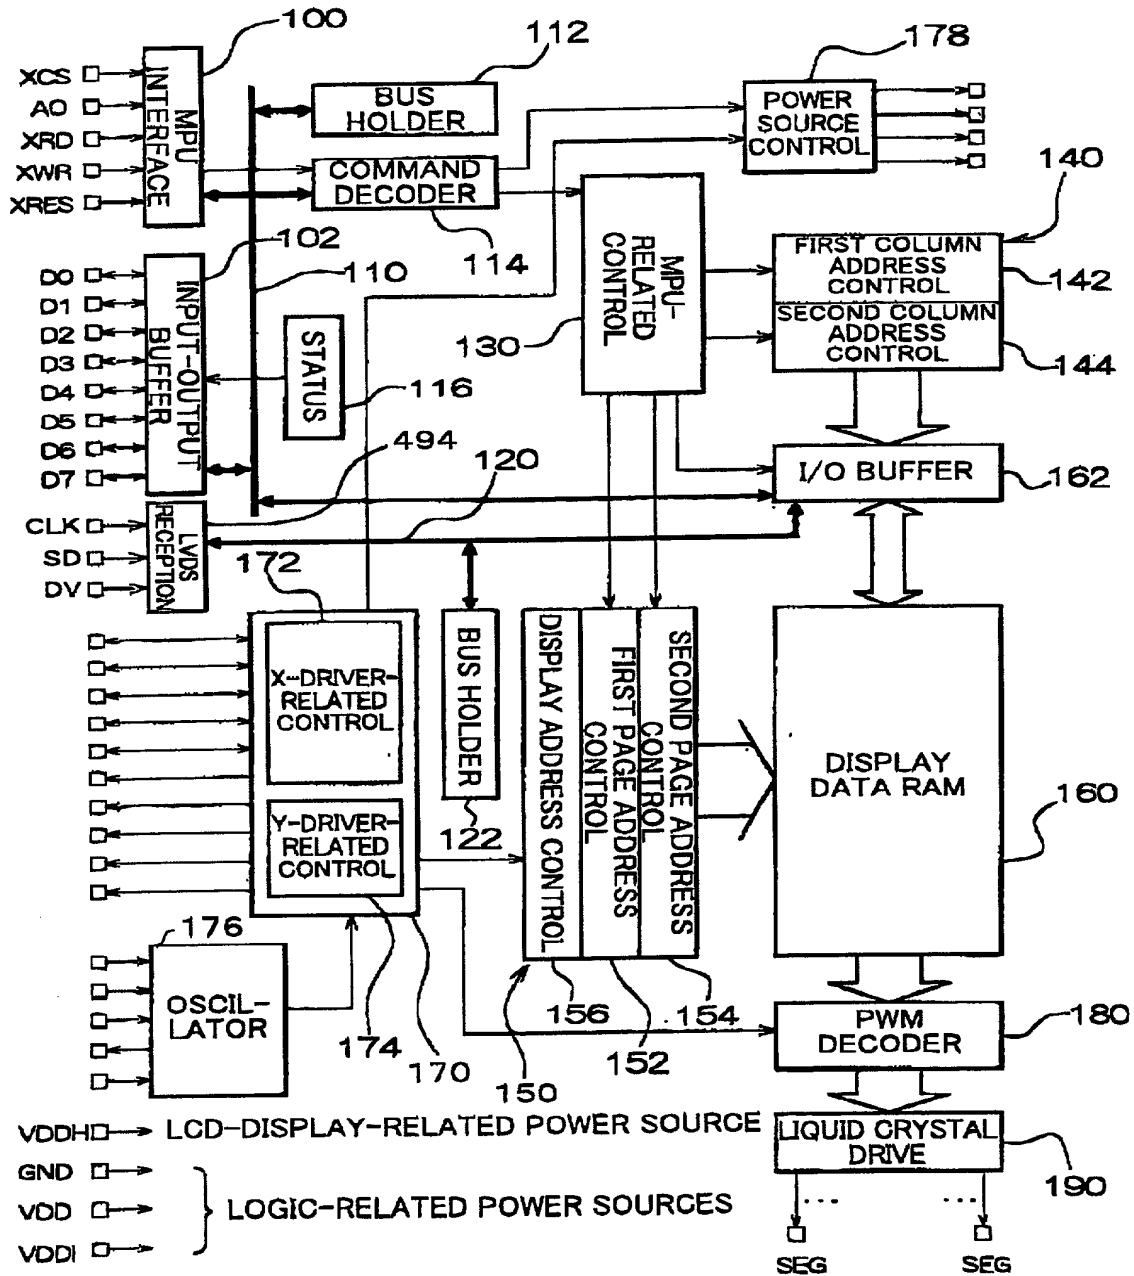 100
112
178
XCS
AO
XRD
XWR
XRES
MPU
INTERFACE
BUS
HOLDER
COMMAND
DECODER
114
POWER
SOURCE
CONTROL
140
102
110
D0
D1
D2
D3
D4
D5
D6
D7
INPUT-OUTPUT
BUFFER
STATUS
116
MPU-
RELATED
CONTROL
130
FIRST COLUMN
ADDRESS
CONTROL
142
SECOND COLUMN
ADDRESS
CONTROL
144
494
120
I/O BUFFER
162
CLK
SD
DV
LVDS
RECEPTION
172
X-DRIVER-
RELATED
CONTROL
Y-DRIVER-
RELATED
CONTROL
BUS HOLDER
122
DISPLAY ADDRESS CONTROL
FIRST PAGE ADDRESS
CONTROL
SECOND PAGE ADDRESS
CONTROL
DISPLAY
DATA RAM
160
176
OSCIL-
LATOR
174
170
150
156
152
154
PWM
DECODER
180
VDDH
LCD-DISPLAY-RELATED POWER SOURCE
GND
VDD
VDDI
LOGIC-RELATED POWER SOURCES
LIQUID CRYSTAL
DRIVE
190
SEG
SEG